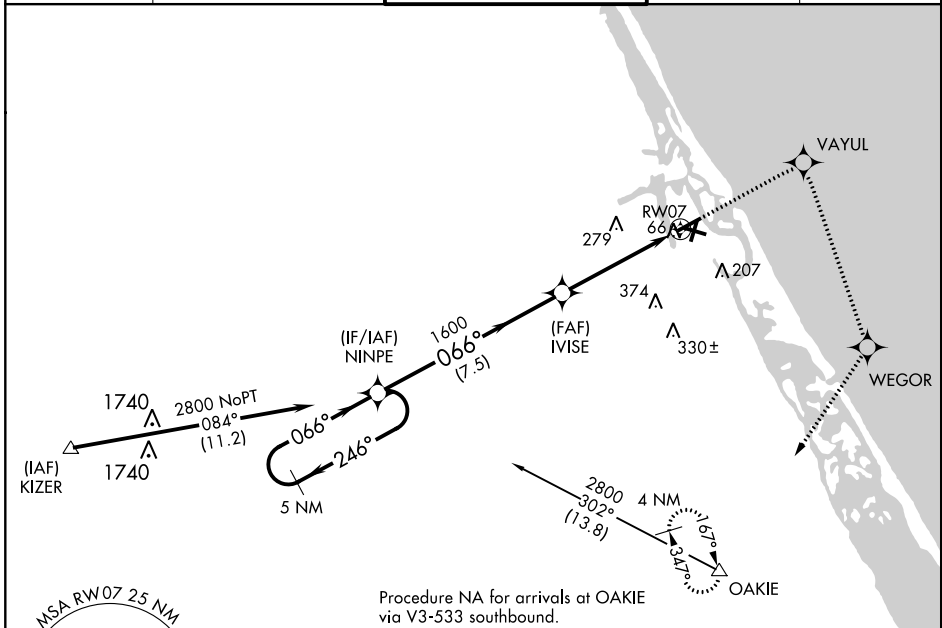 VAYUL
RW07
66
279
207
374
330±
(FAF)
IVISE
WEGOR
1600
066°
(7.5)
(IF/IAF)
NINPE
1740
2800 NoPT
084°
(11.2)
1740
(IAF)
KIZER
066°
246°
5 NM
2800
302°
(13.8)
4 NM
167°
347°
OAKIE
MSA RW07 25 NM
Procedure NA for arrivals at OAKIE
via V3-533 southbound.